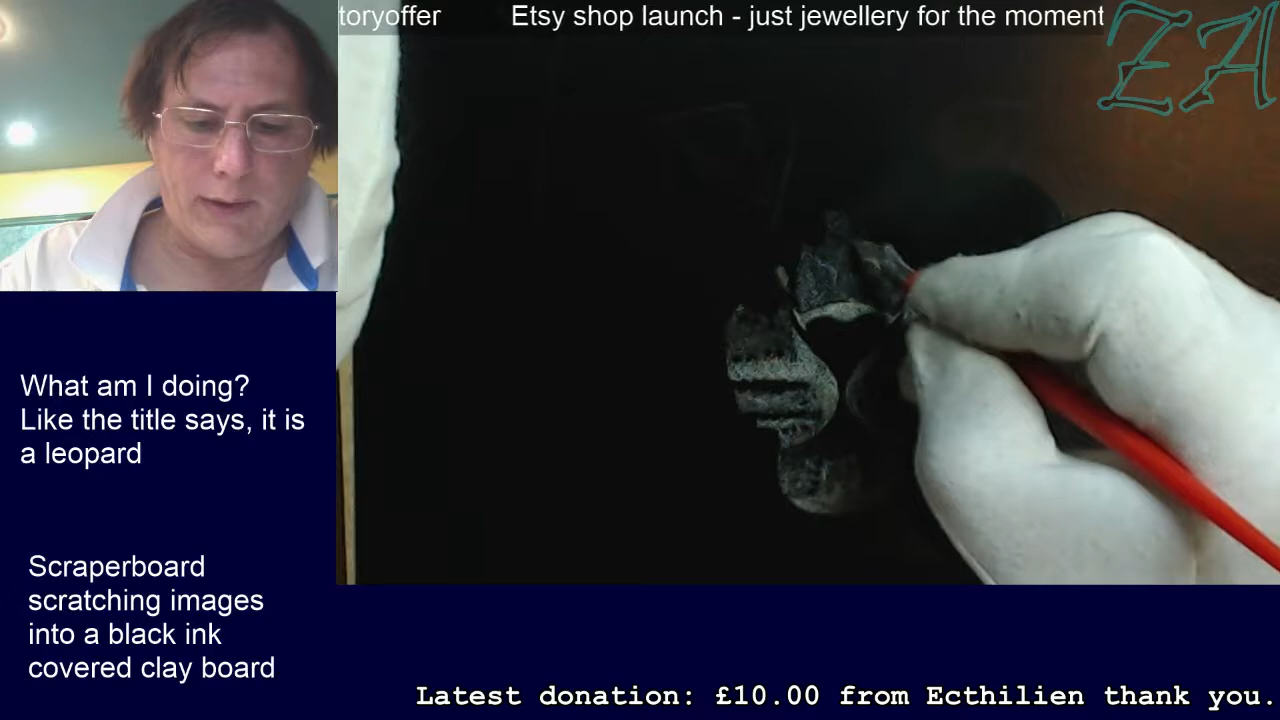 toryoffer Etsy shop launch - just jewellery for the moment
ZA
What am I doing?
Like the title says, it is
a leopard
Scraperboard
scratching images
into a black ink
covered clay board
Latest donation: £10.00 from Ecthilien thank you.